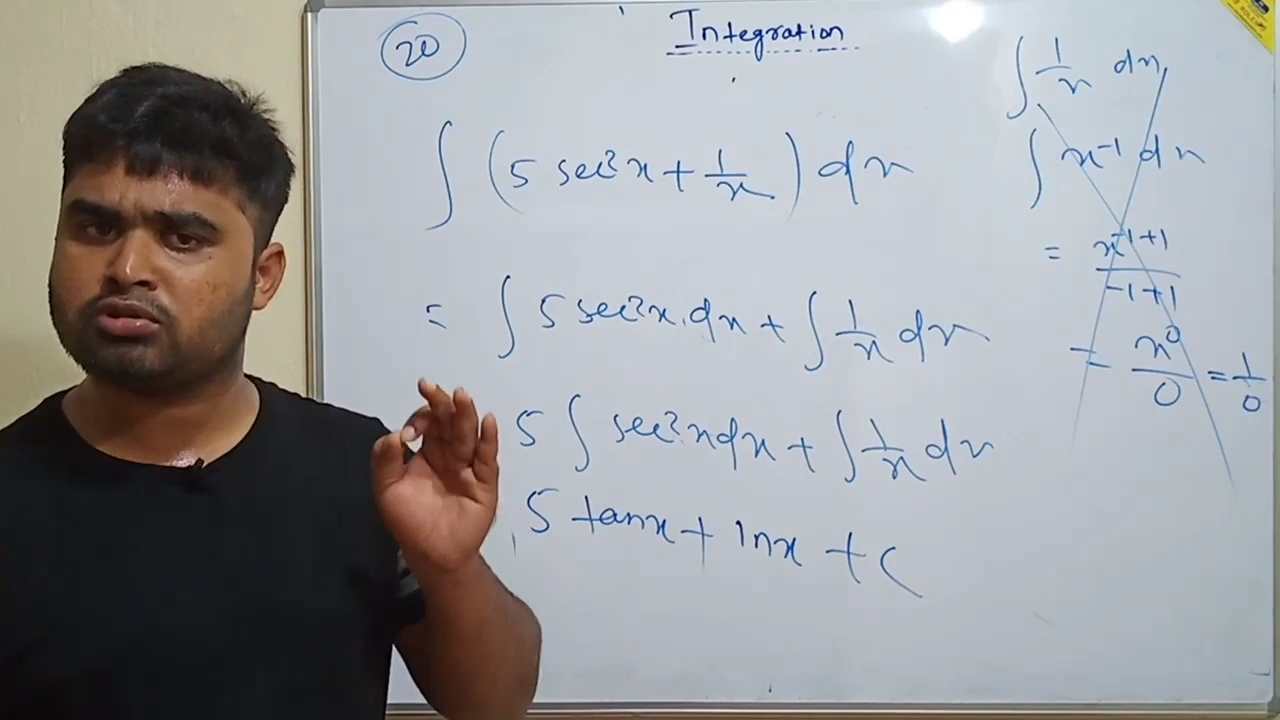 20
Integration
∫ (5 sec²x + 1/x) dx
= ∫ 5 sec²x. dx + ∫ 1/x dx
5 ∫ sec²x dx + ∫ 1/x dx
5 tanx + lnx + c
∫ 1/x dx
∫ x⁻¹ dx
= x⁻¹⁺¹/-1+1
= x⁰/0 = 1/0